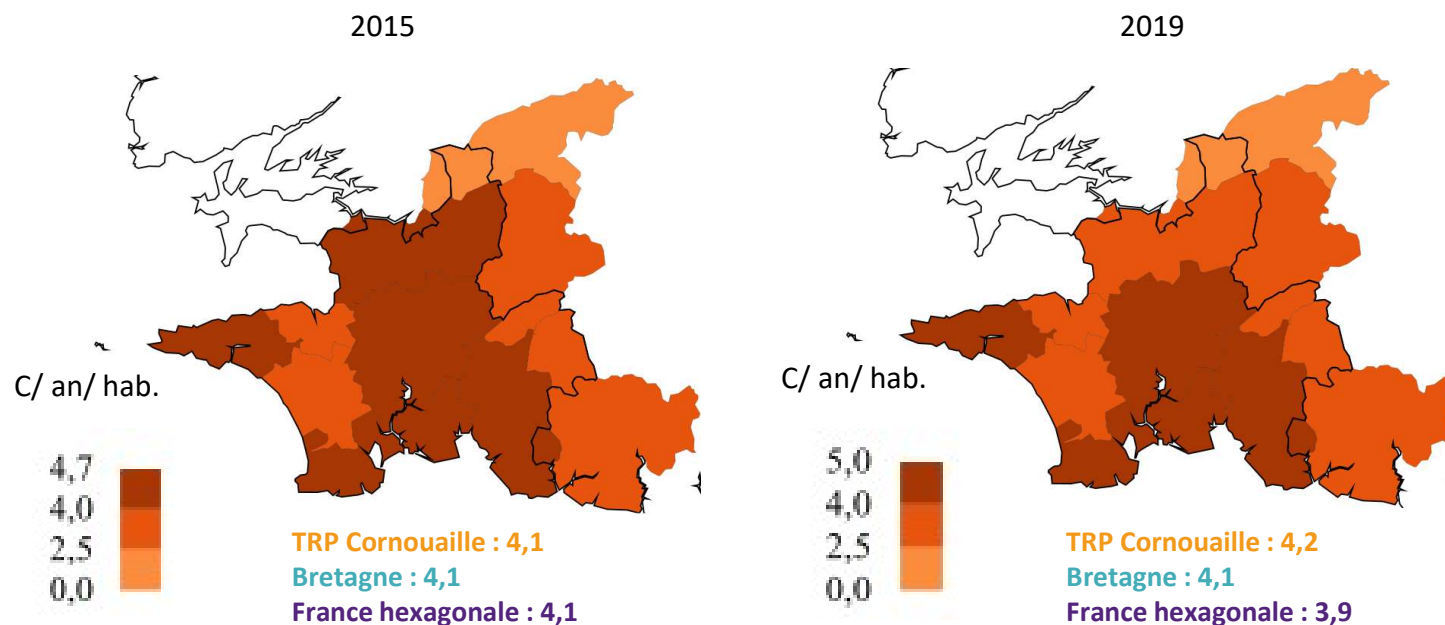 2015
C/ an/ hab.
4,7
4,0
2,5
0,0
TRP Cornouaille : 4,1
Bretagne : 4,1
France hexagonale : 4,1
2019
C/ an/ hab.
5,0
4,0
2,5
0,0
TRP Cornouaille : 4,2
Bretagne : 4,1
France hexagonale : 3,9